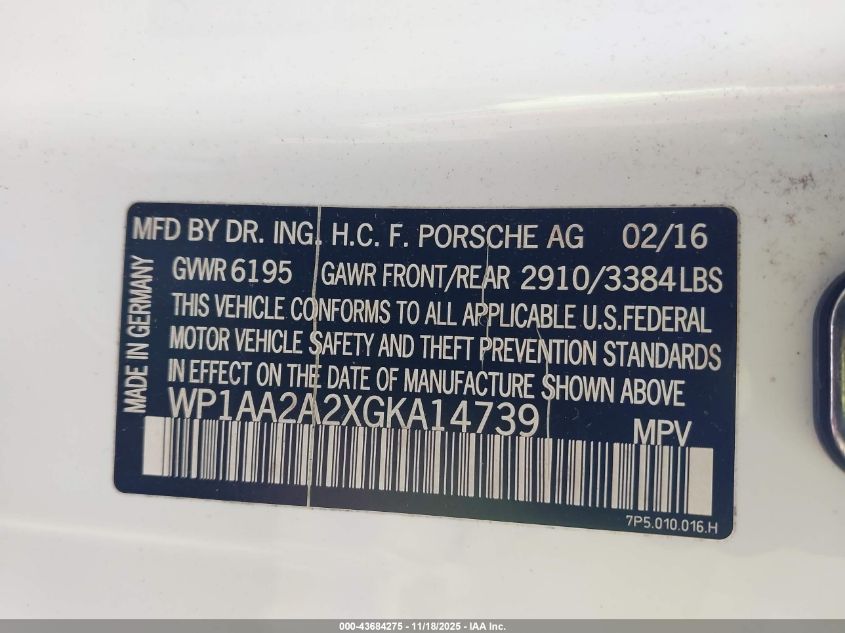 MFD BY DR. ING. H.C. F. PORSCHE AG 02/16
GVWR 6195 GAWR FRONT/REAR 2910/3384 LBS
THIS VEHICLE CONFORMS TO ALL APPLICABLE U.S.FEDERAL
MOTOR VEHICLE SAFETY AND THEFT PREVENTION STANDARDS
IN EFFECT ON THE DATE OF MANUFACTURE SHOWN ABOVE
WP1AA2A2XGKA14739 MPV
MADE IN GERMANY
7P5.010.016.H
000-43684275 - 11/18/2025 - IAA Inc.